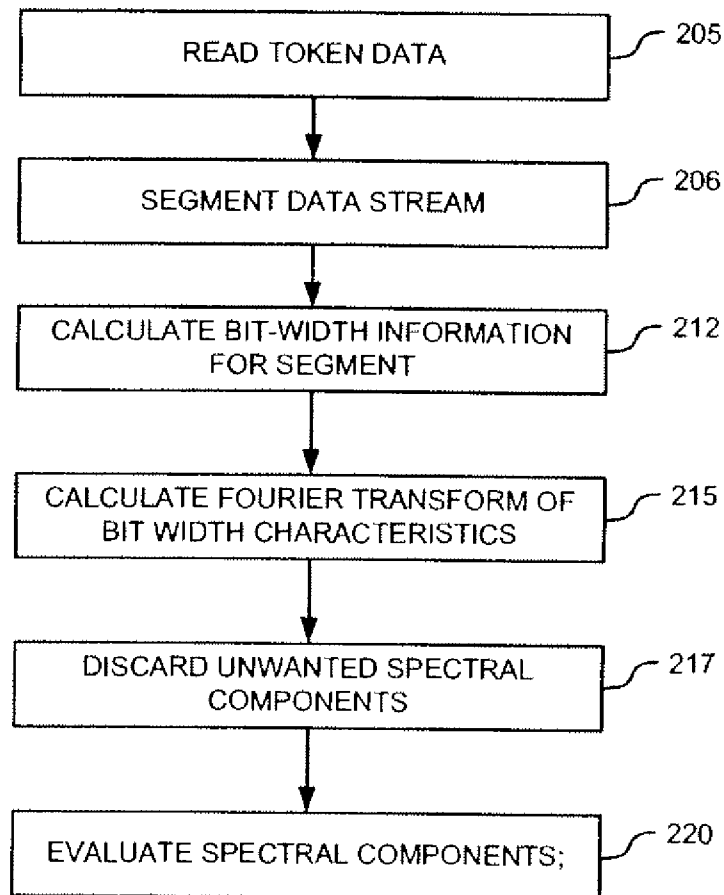 READ TOKEN DATA
205
SEGMENT DATA STREAM
206
CALCULATE BIT-WIDTH INFORMATION
FOR SEGMENT
212
CALCULATE FOURIER TRANSFORM OF
BIT WIDTH CHARACTERISTICS
215
DISCARD UNWANTED SPECTRAL
COMPONENTS
217
EVALUATE SPECTRAL COMPONENTS;
220